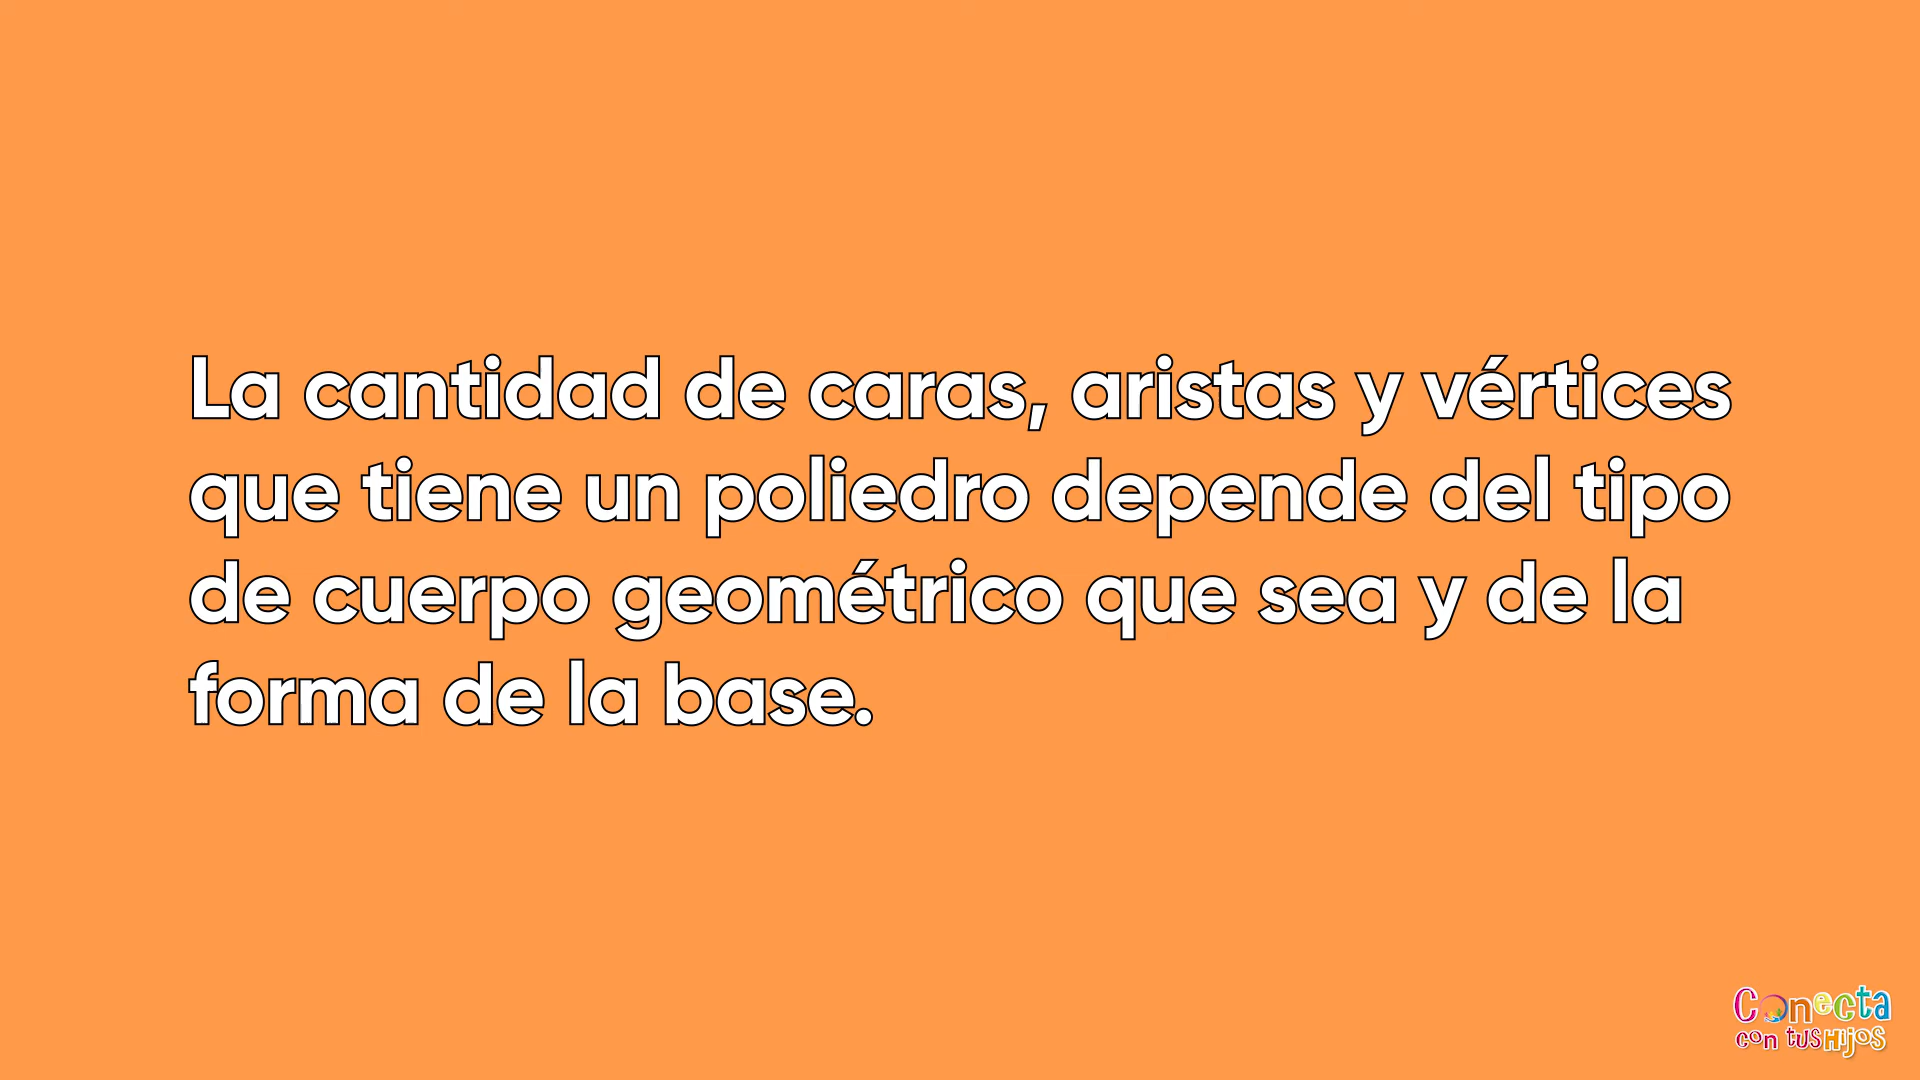 La cantidad de caras, aristas y vértices
que tiene un poliedro depende del tipo
de cuerpo geométrico que sea y de la
forma de la base.
Conecta
con tus Hijos